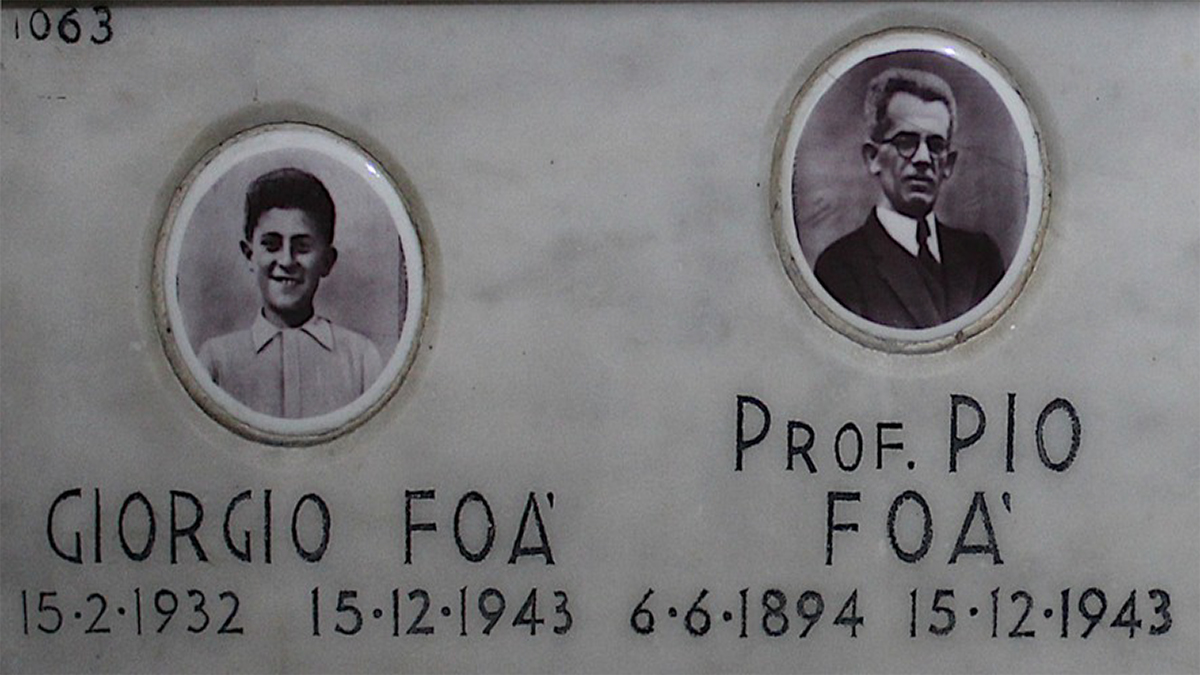 1063
GIORGIO FOA'
15·2·1932 15·12·1943
PROF. PIO
FOA'
6·6·1894 15·12·1943